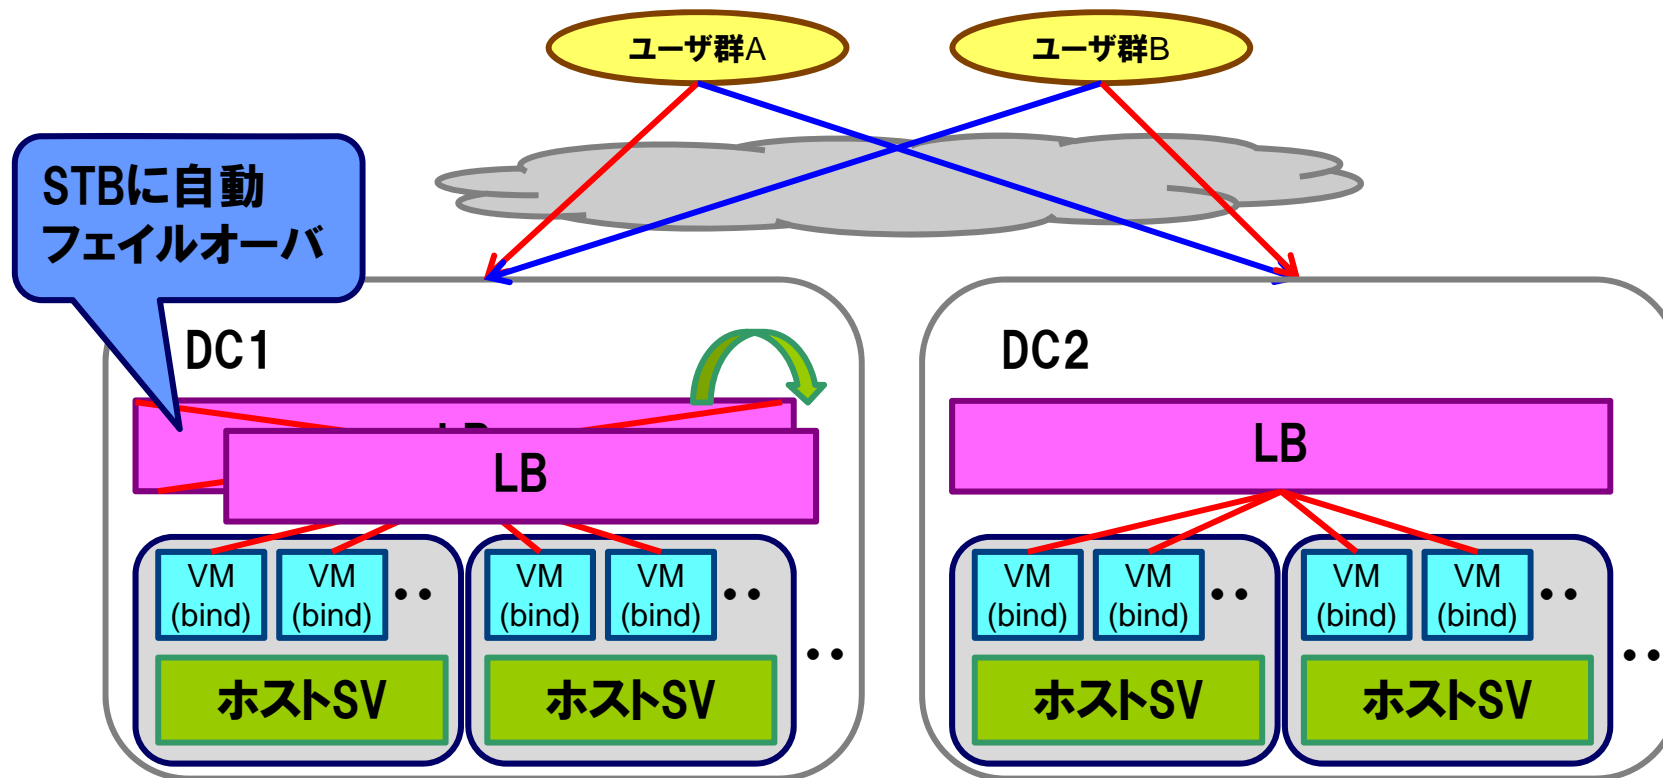 ユーザ群A
ユーザ群B
STBに自動
フェイルオーバ
DC1
DC2
LB
LB
VM
(bind)
VM
(bind)
••
VM
(bind)
VM
(bind)
••
VM
(bind)
VM
(bind)
••
VM
(bind)
VM
(bind)
••
••
••
ホストSV
ホストSV
ホストSV
ホストSV